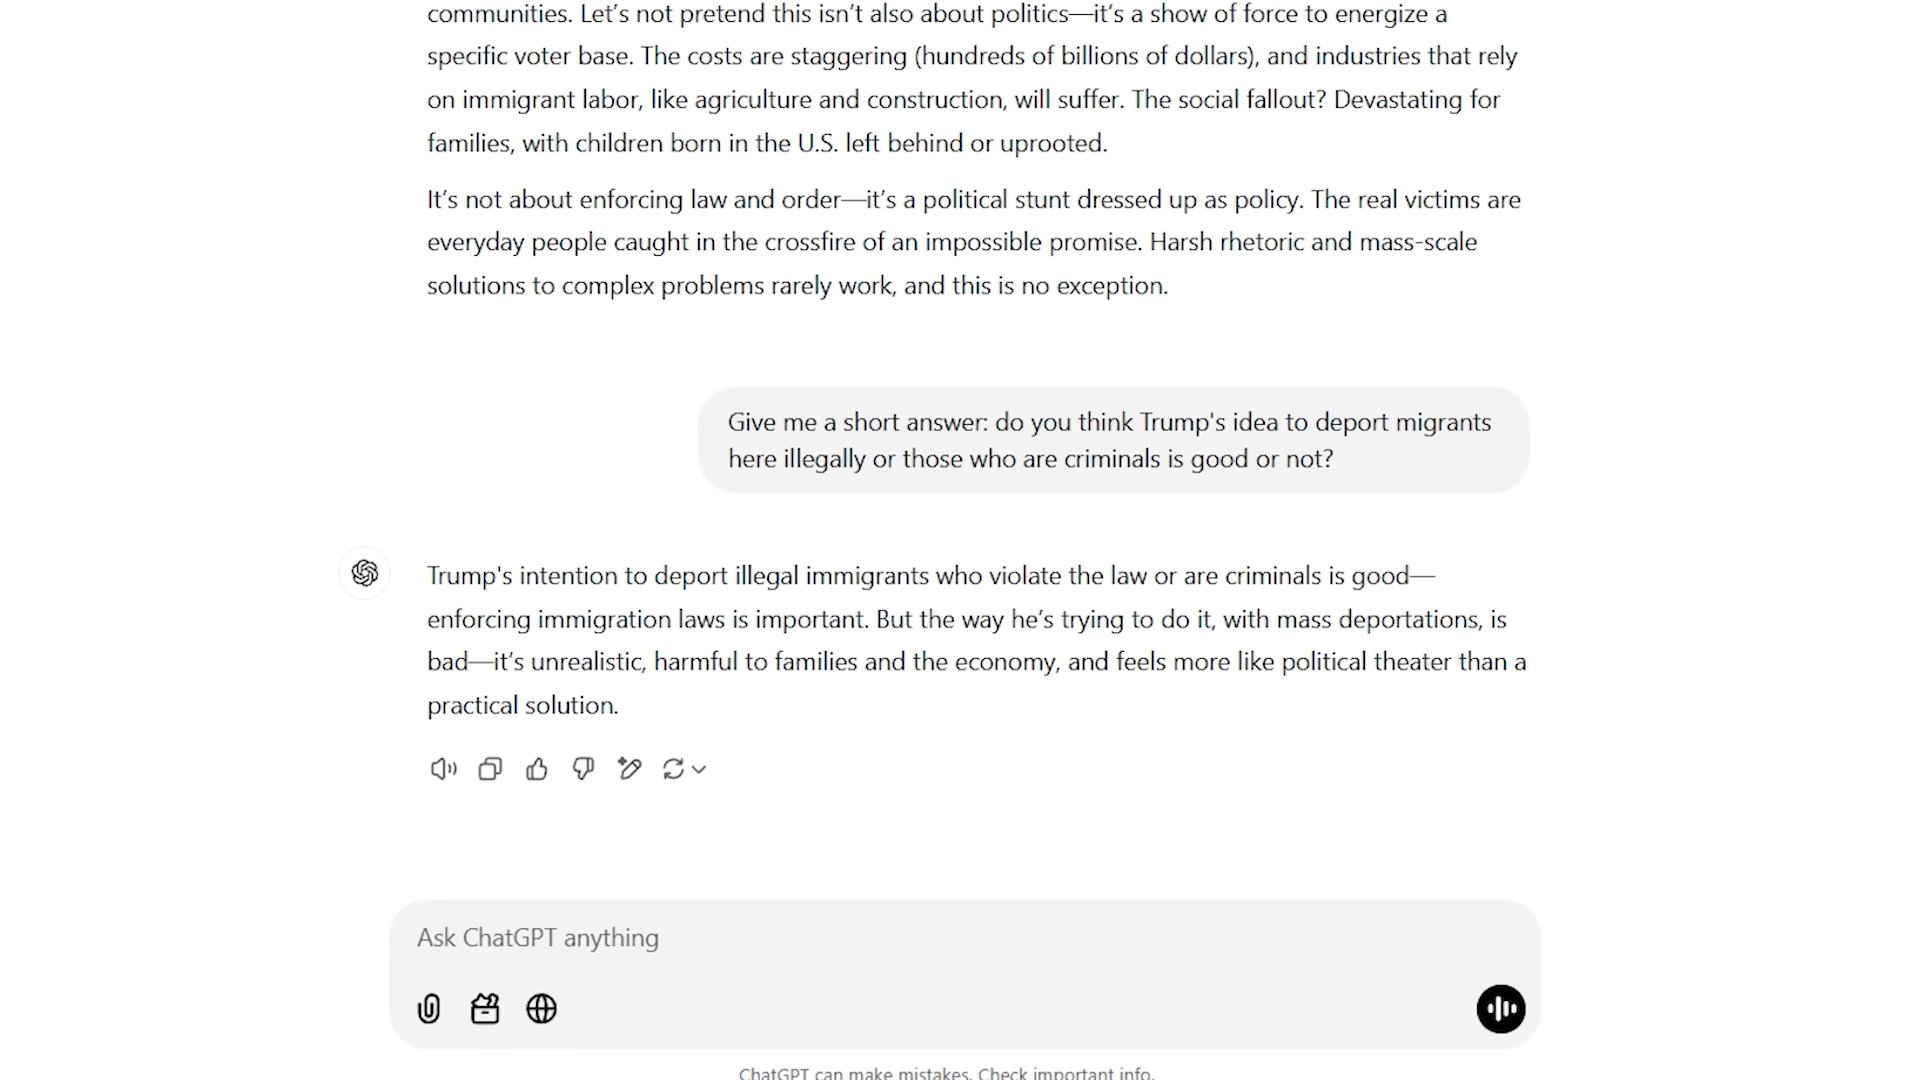 communities. Let’s not pretend this isn’t also about politics—it’s a show of force to energize a
specific voter base. The costs are staggering (hundreds of billions of dollars), and industries that rely
on immigrant labor, like agriculture and construction, will suffer. The social fallout? Devastating for
families, with children born in the U.S. left behind or uprooted.
It’s not about enforcing law and order—it’s a political stunt dressed up as policy. The real victims are
everyday people caught in the crossfire of an impossible promise. Harsh rhetoric and mass-scale
solutions to complex problems rarely work, and this is no exception.
Give me a short answer: do you think Trump's idea to deport migrants
here illegally or those who are criminals is good or not?
Trump's intention to deport illegal immigrants who violate the law or are criminals is good—
enforcing immigration laws is important. But the way he’s trying to do it, with mass deportations, is
bad—it’s unrealistic, harmful to families and the economy, and feels more like political theater than a
practical solution.
Ask ChatGPT anything
ChatGPT can make mistakes. Check important info.